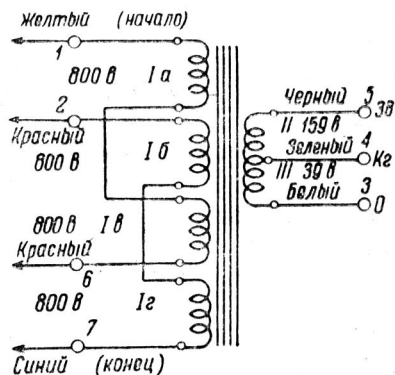 Желтый (начало)
1
800 в Iа
2
Красный
800 в Iб
800 в Iв
Красный
6
800 в Iг
7
Синий (конец)
Черный 5
Зв
II 159 в
Зеленый 4
Кг
III 39 в
Белый 3
0